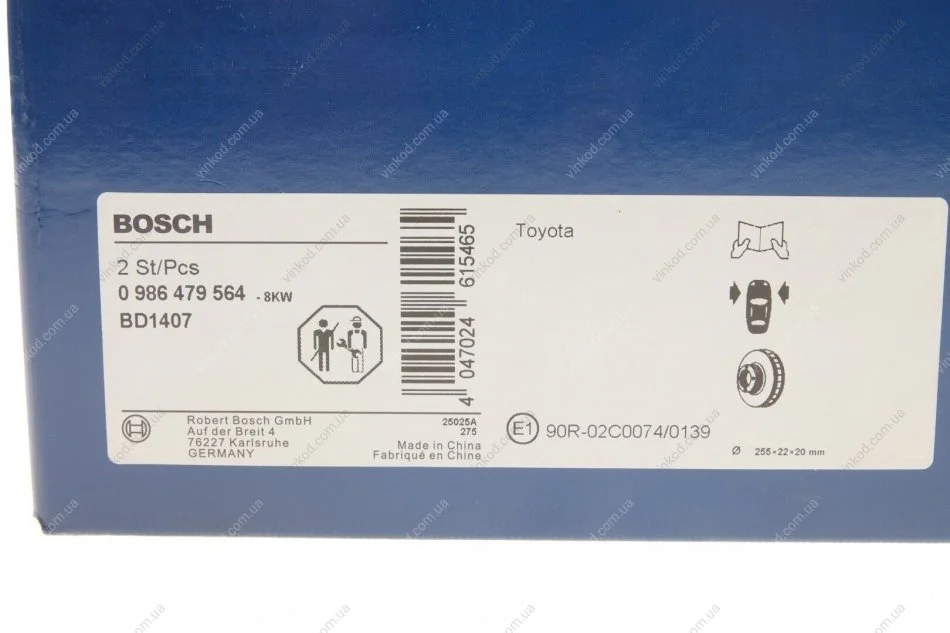 BOSCH
2 St/Pcs
0 986 479 564 - 8KW
BD1407
4 047024 615465
Robert Bosch GmbH
Auf der Breit 4
76227 Karlsruhe
GERMANY
25025A
275
Made in China
Fabriqué en Chine
Toyota
E1 90R-02C0074/0139
Ø 255×22×20 mm
vinkod.com.ua